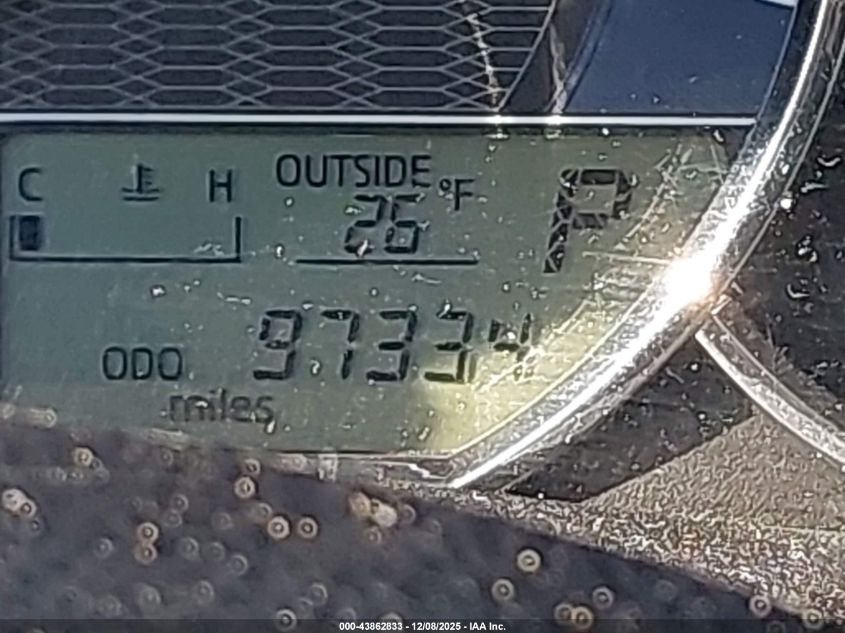 C H
OUTSIDE
26 °F
P
ODO 97334
miles
000-43862833 - 12/08/2025 - IAA Inc.